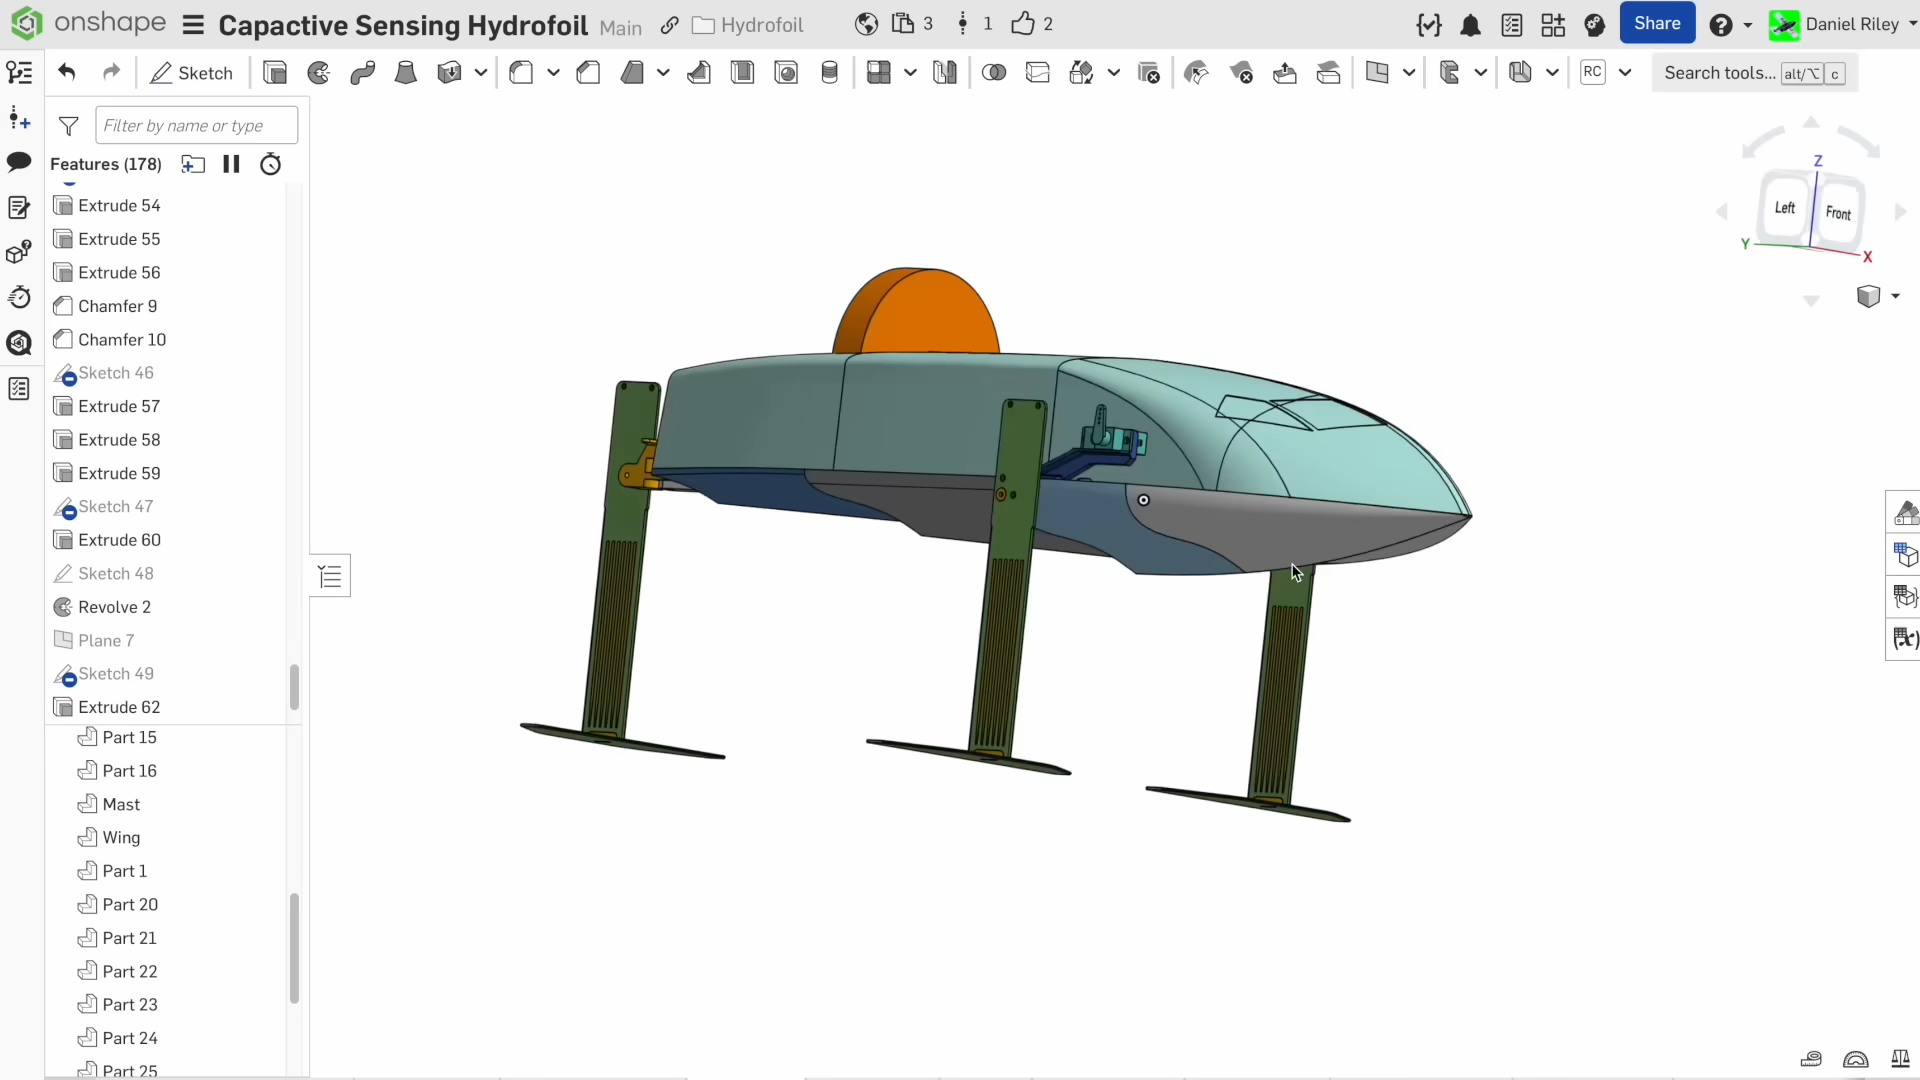 onshape
Capactive Sensing Hydrofoil Main Hydrofoil 3 1 2 Share Daniel Riley
Sketch RC Search tools... alt/⌥ c
Filter by name or type
Features (178)
Extrude 54
Extrude 55
Extrude 56
Chamfer 9
Chamfer 10
Sketch 46
Extrude 57
Extrude 58
Extrude 59
Sketch 47
Extrude 60
Sketch 48
Revolve 2
Plane 7
Sketch 49
Extrude 62
Part 15
Part 16
Mast
Wing
Part 1
Part 20
Part 21
Part 22
Part 23
Part 24
Part 25
Z
Left Front
Y
X
(x)